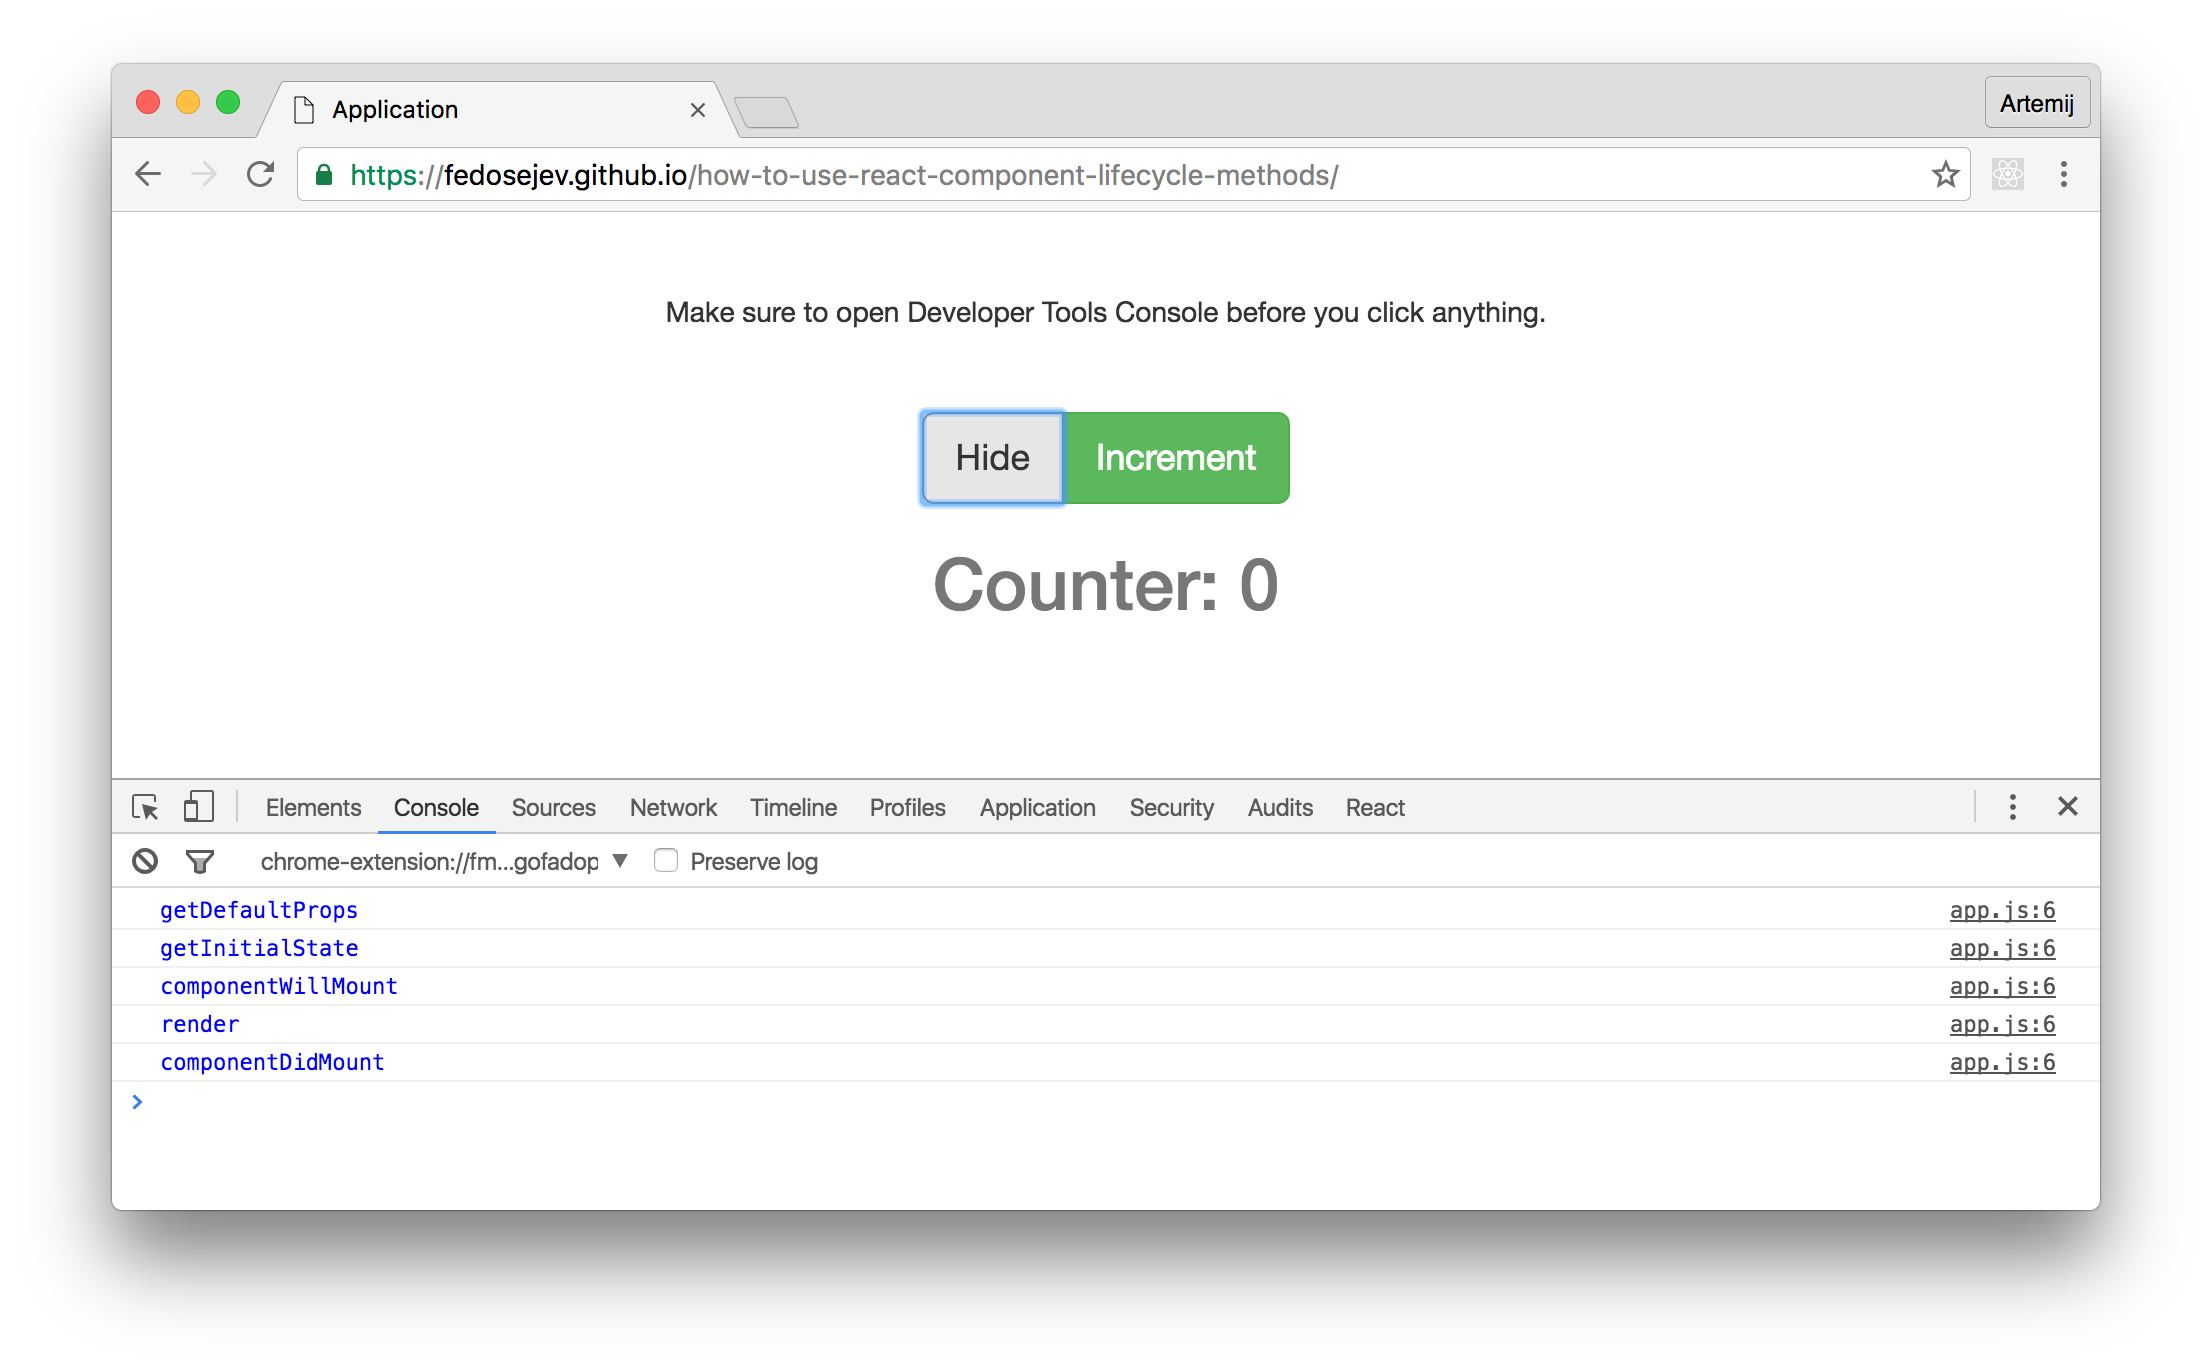 Application
Artemij
https://fedosejev.github.io/how-to-use-react-component-lifecycle-methods/
Make sure to open Developer Tools Console before you click anything.
Hide Increment
Counter: 0
Elements Console Sources Network Timeline Profiles Application Security Audits React
chrome-extension://fm...gofadop ▼ Preserve log
getDefaultProps app.js:6
getInitialState app.js:6
componentWillMount app.js:6
render app.js:6
componentDidMount app.js:6